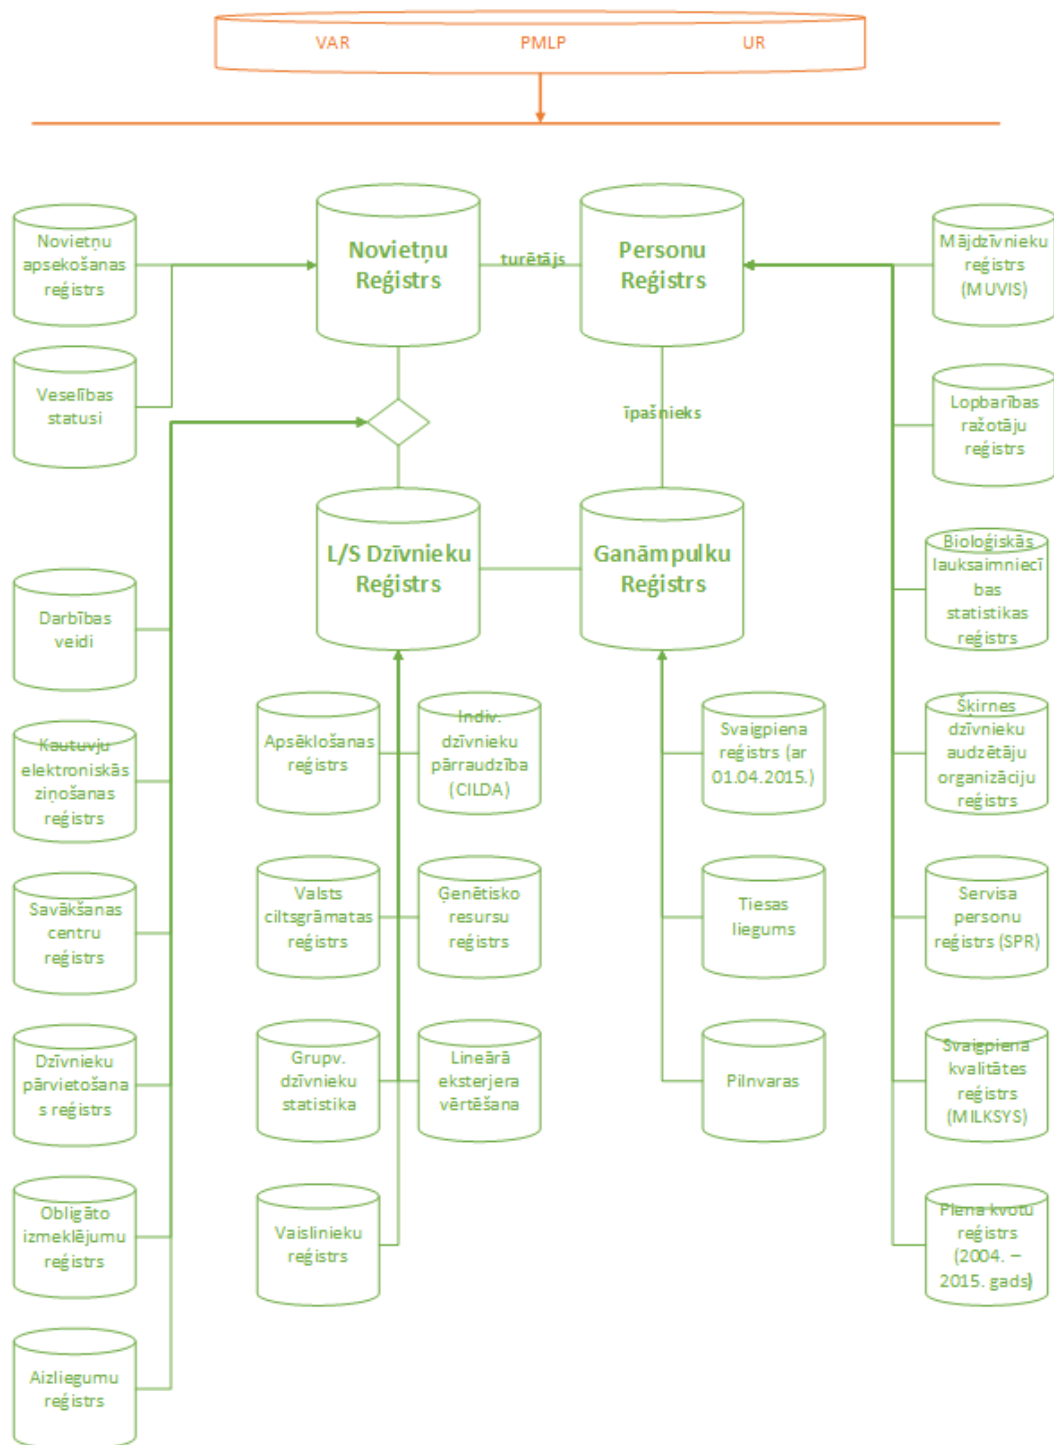 VAR PMLP UR
Novietņu
apsekošanas
reģistrs
Novietņu
Reģistrs
turētājs
Personu
Reģistrs
Mājdzīvnieku
reģistrs
(MUVIS)
Veselības
statusi
īpašnieks
Lopbarības
ražotāju
reģistrs
L/S Dzīvnieku
Reģistrs
Ganāmpulku
Reģistrs
Bioloģiskās
lauksaimniecī
bas
statistikas
reģistrs
Darbības
veidi
Apsēklošanas
reģistrs
Indiv.
dzīvnieku
pārraudzība
(CILDA)
Svaigpiena
reģistrs (ar
01.04.2015.)
Šķirnes
dzīvnieku
audzētāju
organizāciju
reģistrs
Kautuvju
elektroniskās
ziņošanas
reģistrs
Valsts
ciltsgrāmatas
reģistrs
Ģenētisko
resursu
reģistrs
Tiesas
liegums
Servisa
personu
reģistrs (SPR)
Savākšanas
centru
reģistrs
Grupv.
dzīvnieku
statistika
Lineārā
eksterjera
vērtēšana
Pilnvaras
Svaigpiena
kvalitātes
reģistrs
(MILKSYS)
Dzīvnieku
pārvietošana
s reģistrs
Vaislinieku
reģistrs
Piena kvotu
reģistrs
(2004. –
2015. gads)
Obligāto
izmeklējumu
reģistrs
Aizliegumu
reģistrs